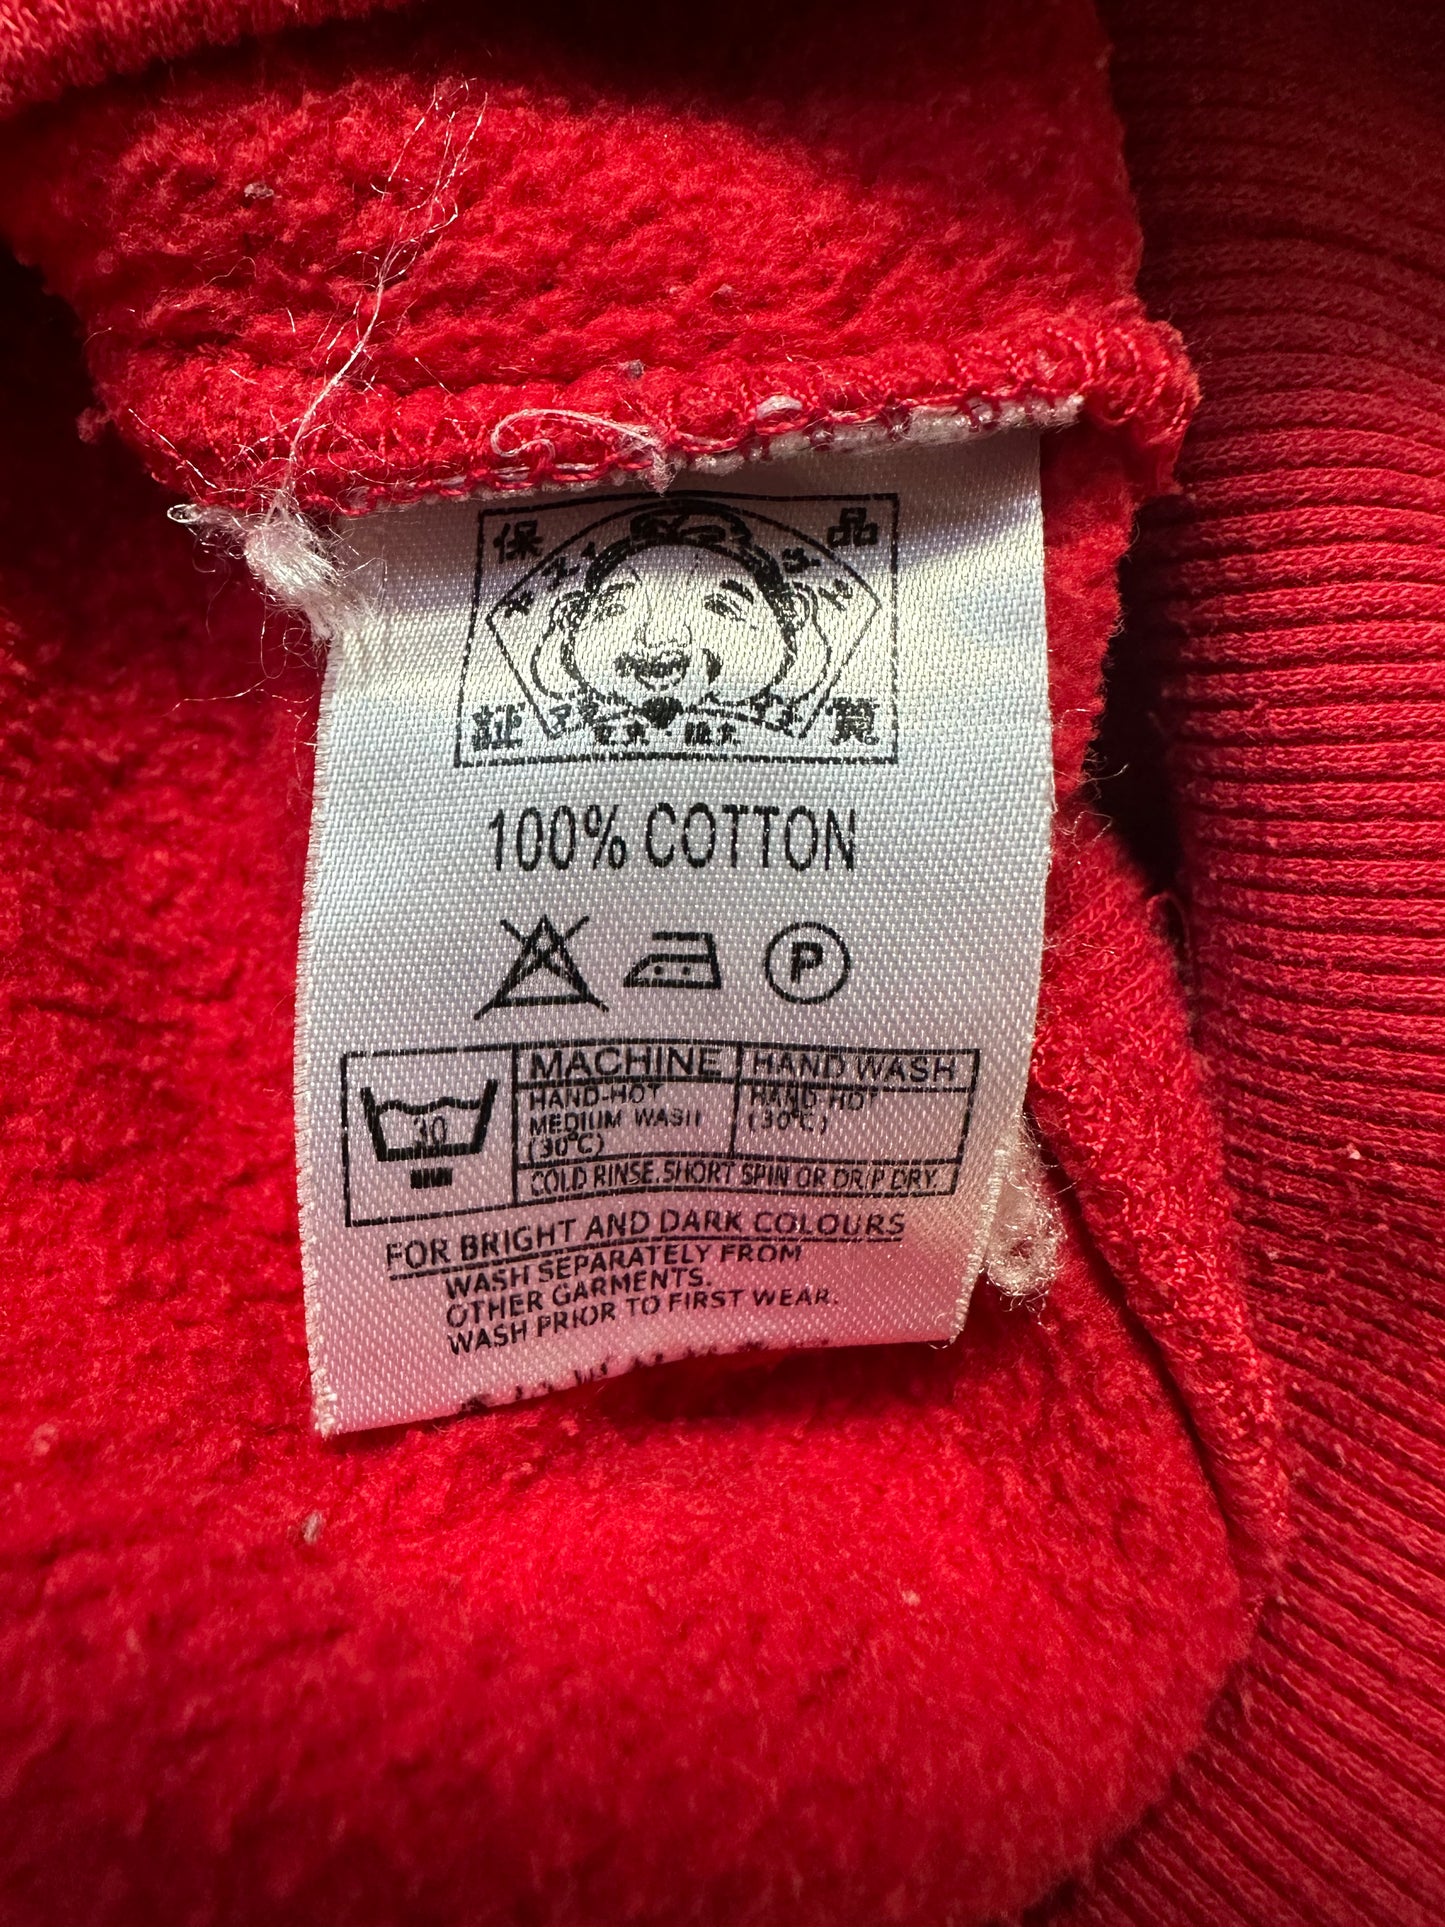 保 品
証 質
100% COTTON
P
MACHINE HAND WASH
30 HAND-HOT HAND-HOT
MEDIUM WASH (30°C)
(30°C)
COLD RINSE.SHORT SPIN OR DRIP DRY.
FOR BRIGHT AND DARK COLOURS
WASH SEPARATELY FROM
OTHER GARMENTS.
WASH PRIOR TO FIRST WEAR.